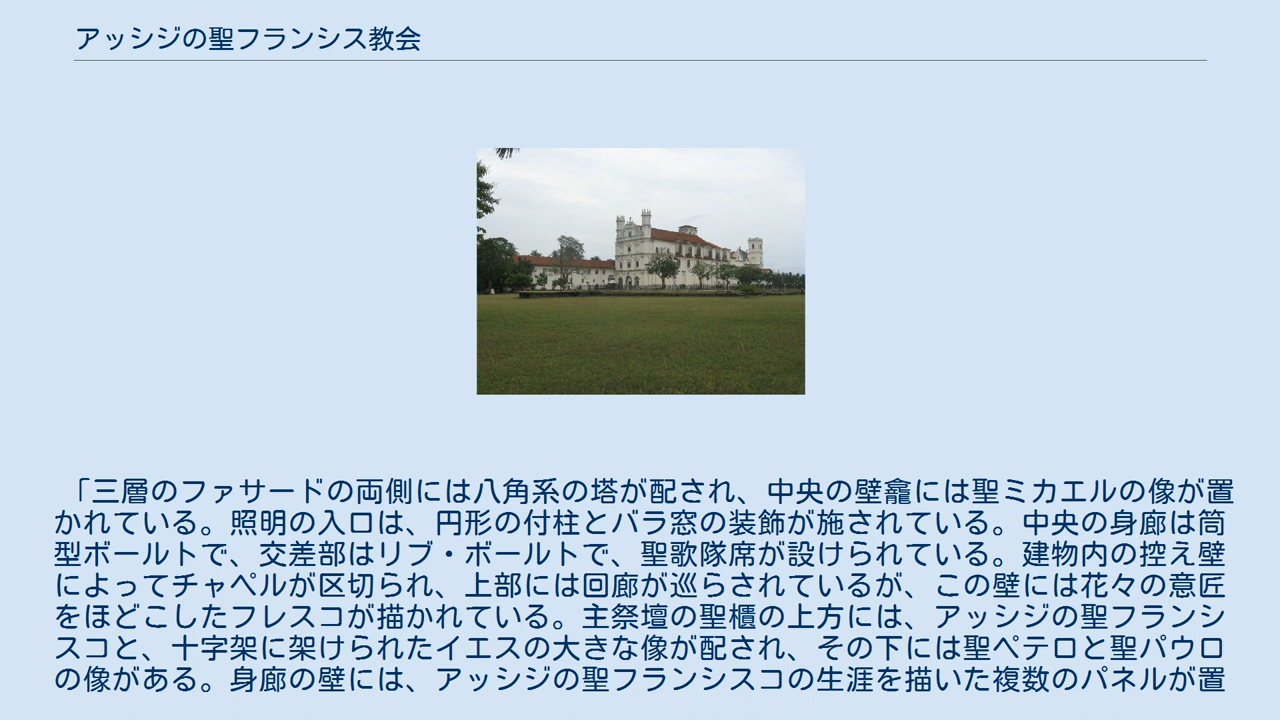 アッシジの聖フランシス教会
「三層のファサードの両側には八角系の塔が配され、中央の壁龕には聖ミカエルの像が置
かれている。照明の入口は、円形の付柱とバラ窓の装飾が施されている。中央の身廊は筒
型ボールトで、交差部はリブ・ボールトで、聖歌隊席が設けられている。建物内の控え壁
によってチャペルが区切られ、上部には回廊が巡らされているが、この壁には花々の意匠
をほどこしたフレスコが描かれている。主祭壇の聖櫃の上方には、アッシジの聖フランシ
スコと、十字架に架けられたイエスの大きな像が配され、その下には聖ペテロと聖パウロ
の像がある。身廊の壁には、アッシジの聖フランシスコの生涯を描いた複数のパネルが置